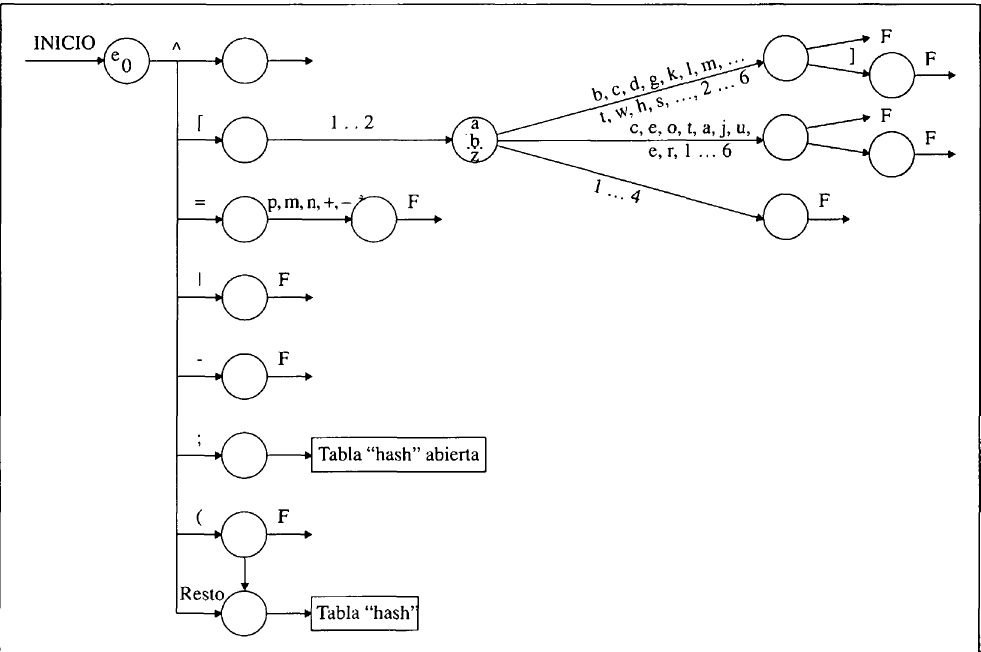 INICIO
e0
^
[
1 . . 2
a
b
...
z
b, c, d, g, k, l, m, ...
t, w, h, s, ..., 2 ... 6
F
]
F
c, e, o, t, a, j, u,
e, r, 1 ... 6
F
F
1 ... 4
F
=
p, m, n, +, –
F
|
F
-
F
;
Tabla “hash” abierta
(
F
Resto
Tabla “hash”